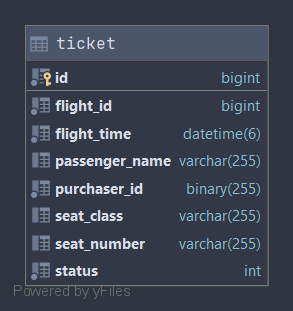 ticket
id bigint
flight_id bigint
flight_time datetime(6)
passenger_name varchar(255)
purchaser_id binary(255)
seat_class varchar(255)
seat_number varchar(255)
status int
Powered by yFiles